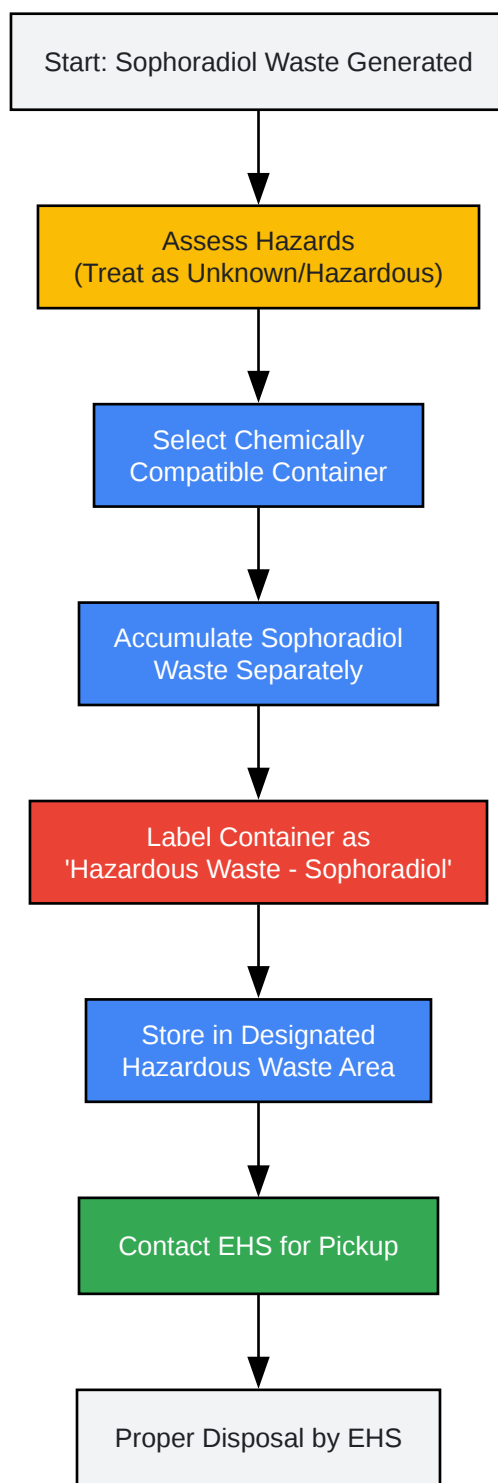 Start: Sophoradiol Waste Generated
Assess Hazards
(Treat as Unknown/Hazardous)
Select Chemically
Compatible Container
Accumulate Sophoradiol
Waste Separately
Label Container as
'Hazardous Waste - Sophoradiol'
Store in Designated
Hazardous Waste Area
Contact EHS for Pickup
Proper Disposal by EHS